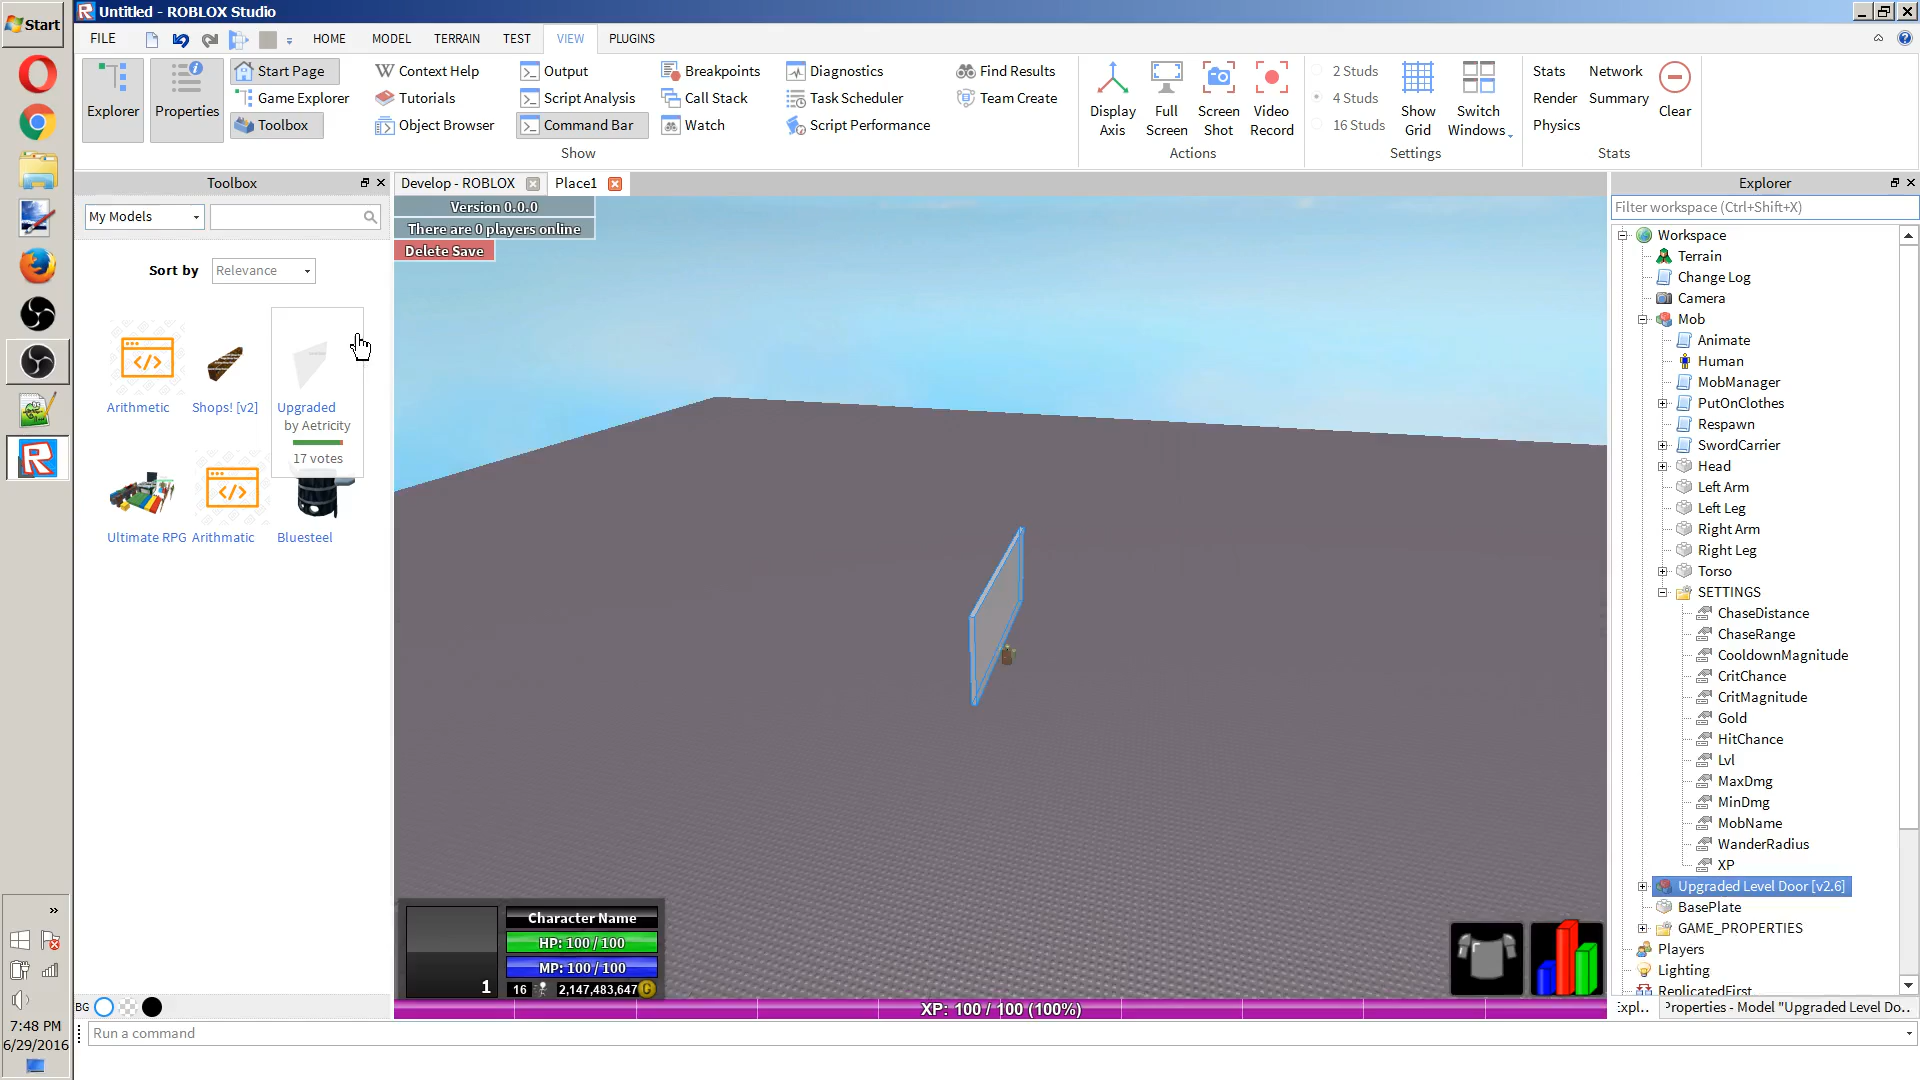 Start
Untitled - ROBLOX Studio
FILE
HOME
MODEL
TERRAIN
TEST
VIEW
PLUGINS
Explorer
Properties
Start Page
Game Explorer
Toolbox
Context Help
Tutorials
Object Browser
Output
Script Analysis
Command Bar
Breakpoints
Call Stack
Watch
Diagnostics
Task Scheduler
Script Performance
Find Results
Team Create
Show
Display
Axis
Full
Screen
Screen
Shot
Video
Record
Actions
2 Studs
4 Studs
16 Studs
Show
Grid
Switch
Windows
Settings
Stats
Render
Physics
Network
Summary
Clear
Stats
Toolbox
My Models
Sort by
Relevance
Arithmetic
Shops! [v2]
Upgraded
by Aetricity
17 votes
Ultimate RPG
Arithmatic
Bluesteel
BG
Develop - ROBLOX
Place1
Version 0.0.0
There are 0 players online
Delete Save
Character Name
HP: 100 / 100
MP: 100 / 100
1
16
2,147,483,647
XP: 100 / 100 (100%)
Run a command
Explorer
Filter workspace (Ctrl+Shift+X)
Workspace
Terrain
Change Log
Camera
Mob
Animate
Human
MobManager
PutOnClothes
Respawn
SwordCarrier
Head
Left Arm
Left Leg
Right Arm
Right Leg
Torso
SETTINGS
ChaseDistance
ChaseRange
CooldownMagnitude
CritChance
CritMagnitude
Gold
HitChance
Lvl
MaxDmg
MinDmg
MobName
WanderRadius
XP
Upgraded Level Door [v2.6]
BasePlate
GAME_PROPERTIES
Players
Lighting
ReplicatedFirst
Expl..
Properties - Model "Upgraded Level Do...
7:48 PM
6/29/2016